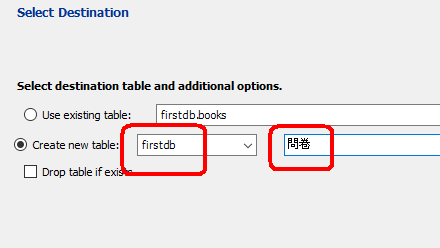 Select Destination
Select destination table and additional options.
Use existing table: firstdb.books
Create new table: firstdb 問卷
Drop table if exists